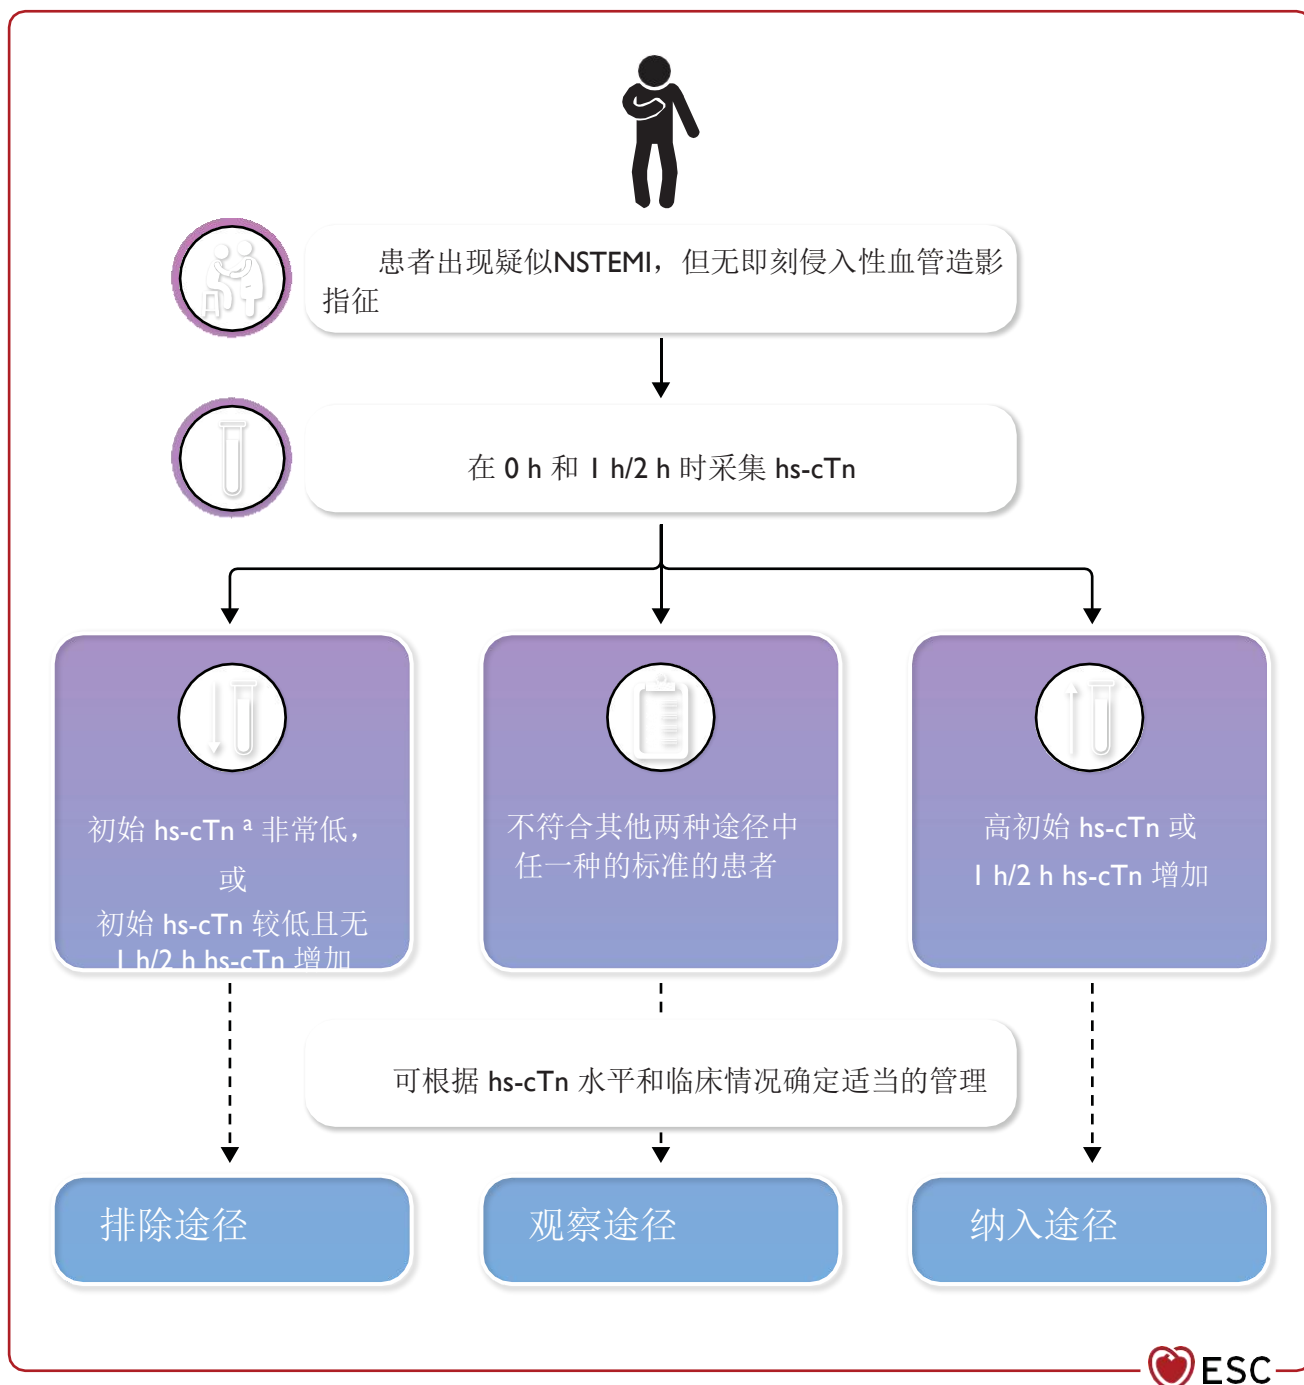 患者出现疑似NSTEMI，但无即刻侵入性血管造影
指征
在 0 h 和 1 h/2 h 时采集 hs-cTn
初始 hs-cTn ª 非常低，
或
初始 hs-cTn 较低且无
1 h/2 h hs-cTn 增加
不符合其他两种途径中
任一种的标准的患者
高初始 hs-cTn 或
1 h/2 h hs-cTn 增加
可根据 hs-cTn 水平和临床情况确定适当的管理
排除途径
观察途径
纳入途径
ESC